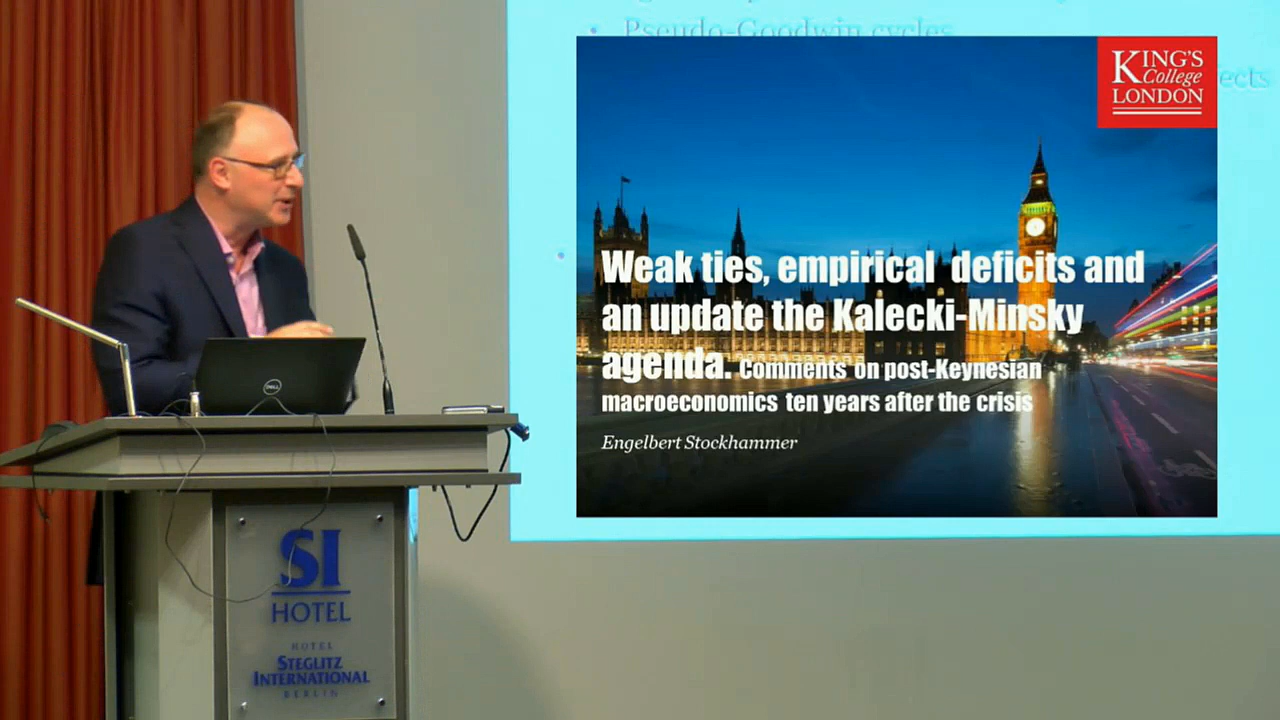 Pseudo-Goodwin cycles
ects
KING'S
College
LONDON
Weak ties, empirical deficits and
an update the Kalecki-Minsky
agenda. Comments on post-Keynesian
macroeconomics ten years after the crisis
Engelbert Stockhammer
DELL
SI
HOTEL
HOTEL
STEGLITZ
INTERNATIONAL
BERLIN